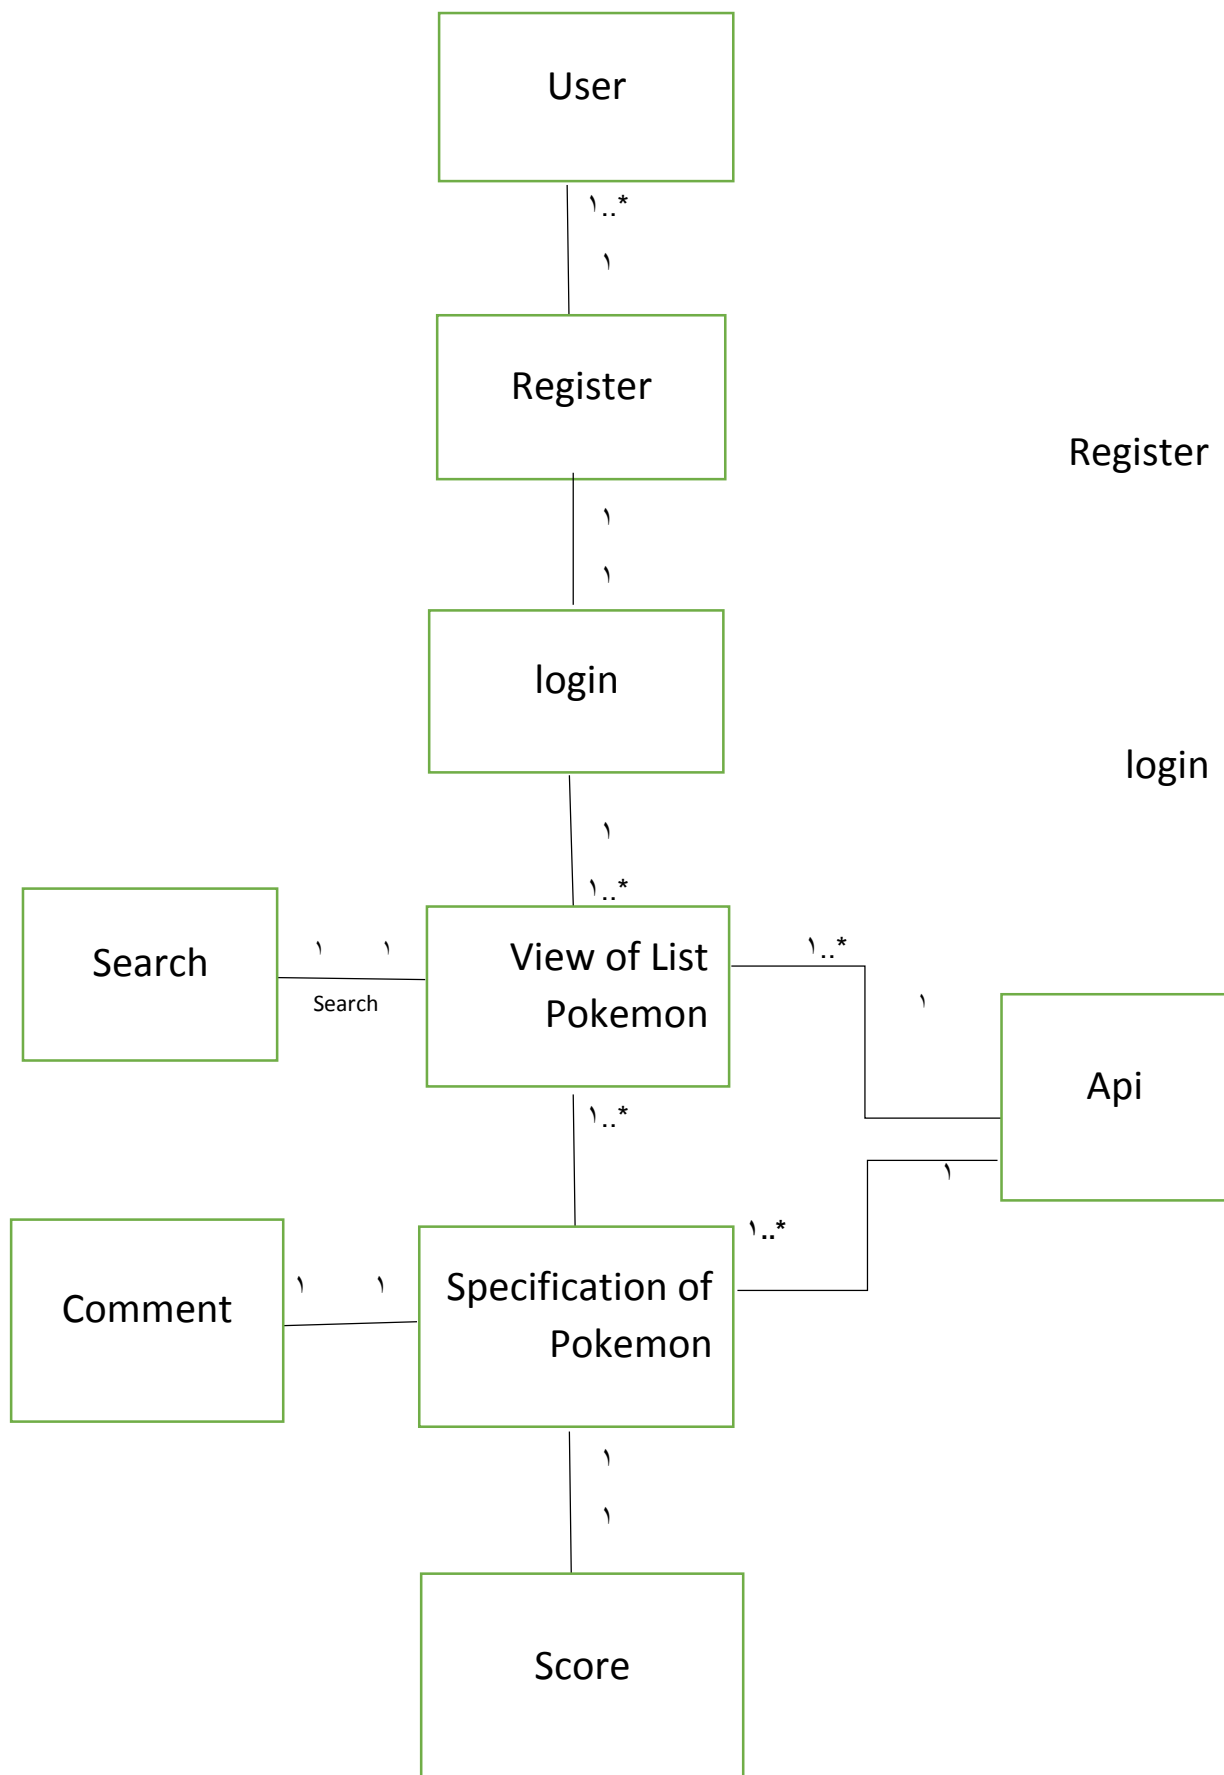 User
١..*
١
Register
Register
١
١
login
login
١
١..*
Search
١
١
Search
View of List
Pokemon
١..*
١
Api
١..*
١
١..*
Comment
١
١
Specification of
Pokemon
١
١
Score